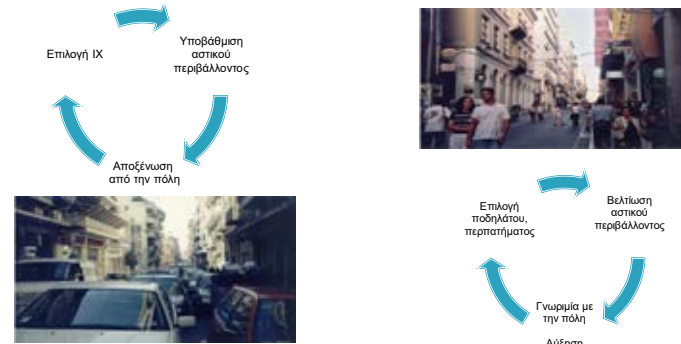 Επιλογή ΙΧ
Υποβάθμιση
αστικού
περιβάλλοντος
Αποξένωση
από την πόλη
Επιλογή
ποδηλάτου,
περπατήματος
Βελτίωση
αστικού
περιβάλλοντος
Γνωριμία με
την πόλη
Αύξηση